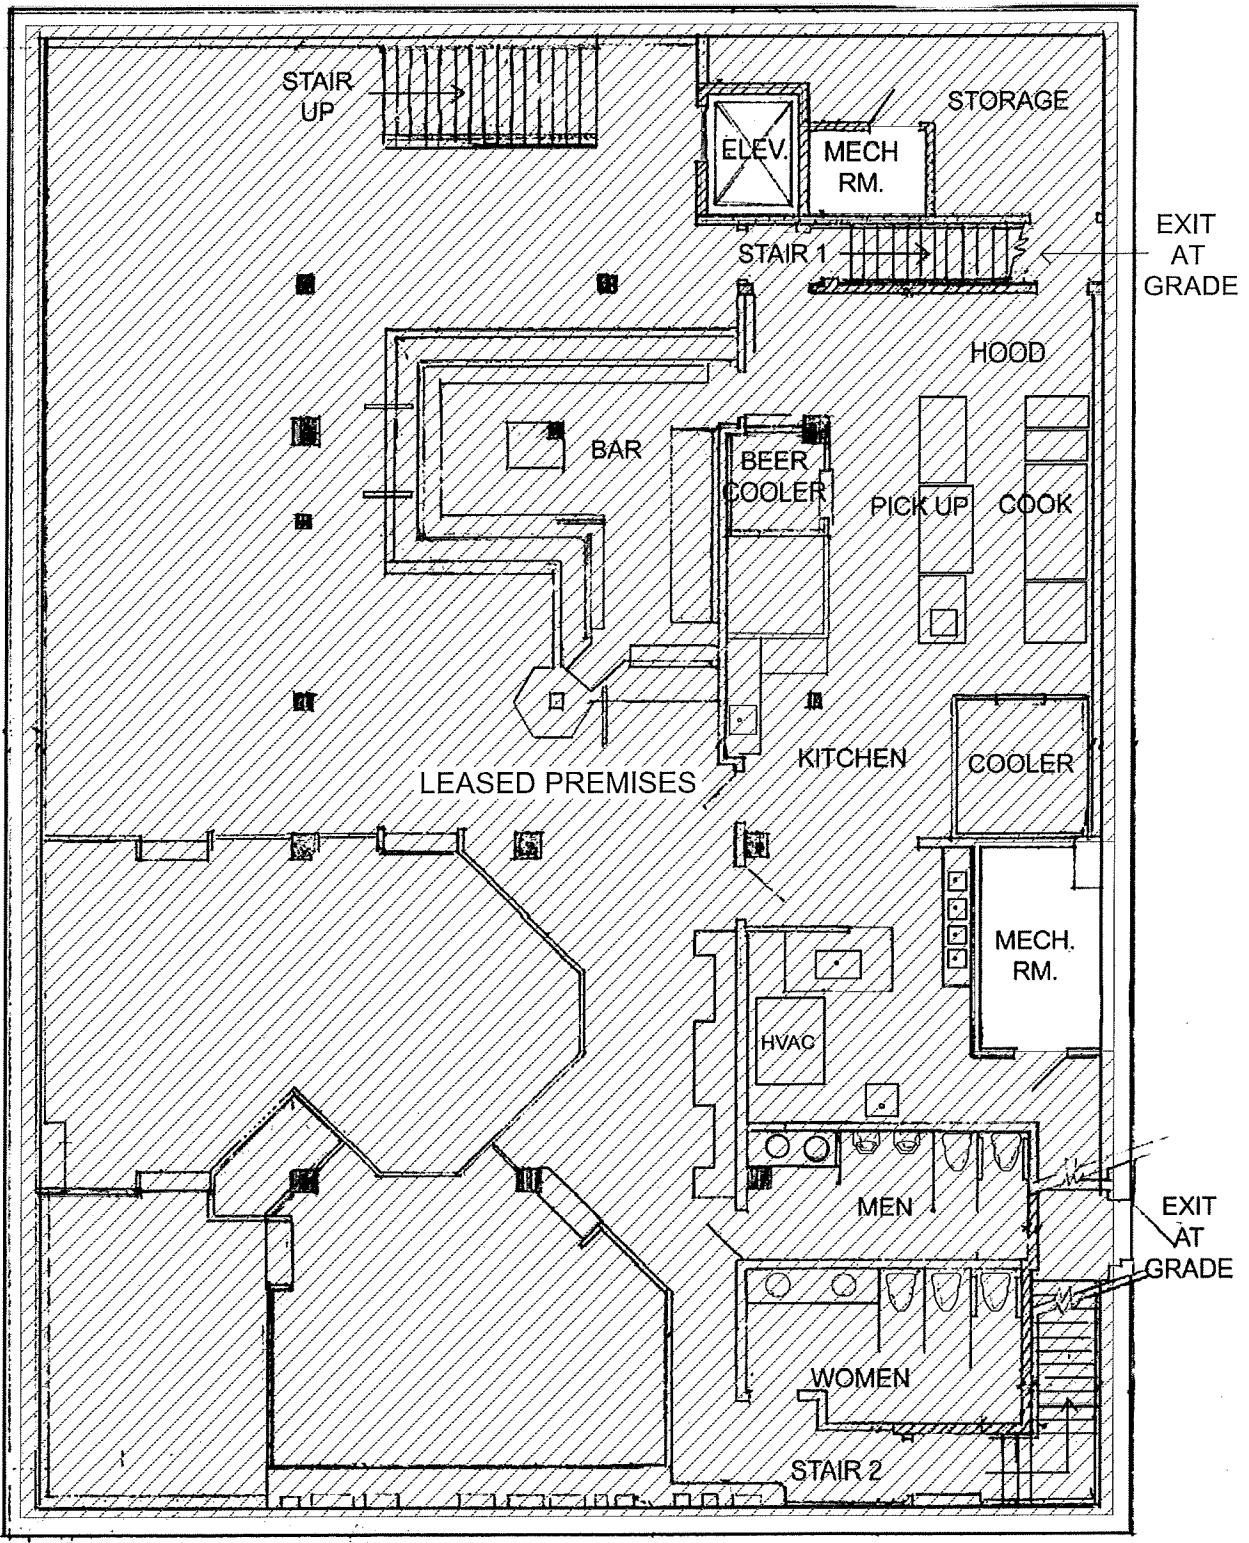 STAIR
UP
STORAGE
ELEV.
MECH
RM.
STAIR 1
EXIT
AT
GRADE
HOOD
BAR
BEER
COOLER
PICK UP
COOK
KITCHEN
COOLER
LEASED PREMISES
MECH.
RM.
HVAC
MEN
EXIT
AT
GRADE
WOMEN
STAIR 2